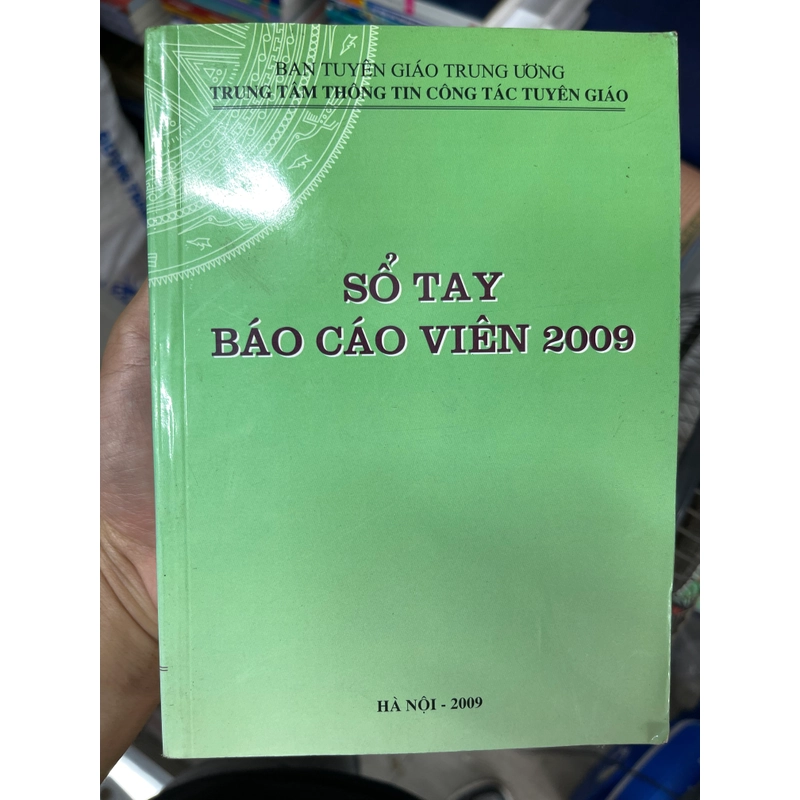 BAN TUYÊN GIÁO TRUNG ƯƠNG
TRUNG TÂM THÔNG TIN CÔNG TÁC TUYÊN GIÁO
SỔ TAY
BÁO CÁO VIÊN 2009
HÀ NỘI - 2009